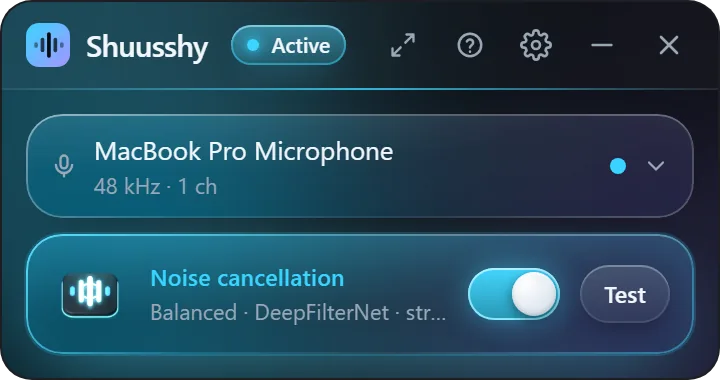 Shuusshy
Active
MacBook Pro Microphone
48 kHz · 1 ch
Noise cancellation
Balanced · DeepFilterNet · str...
Test